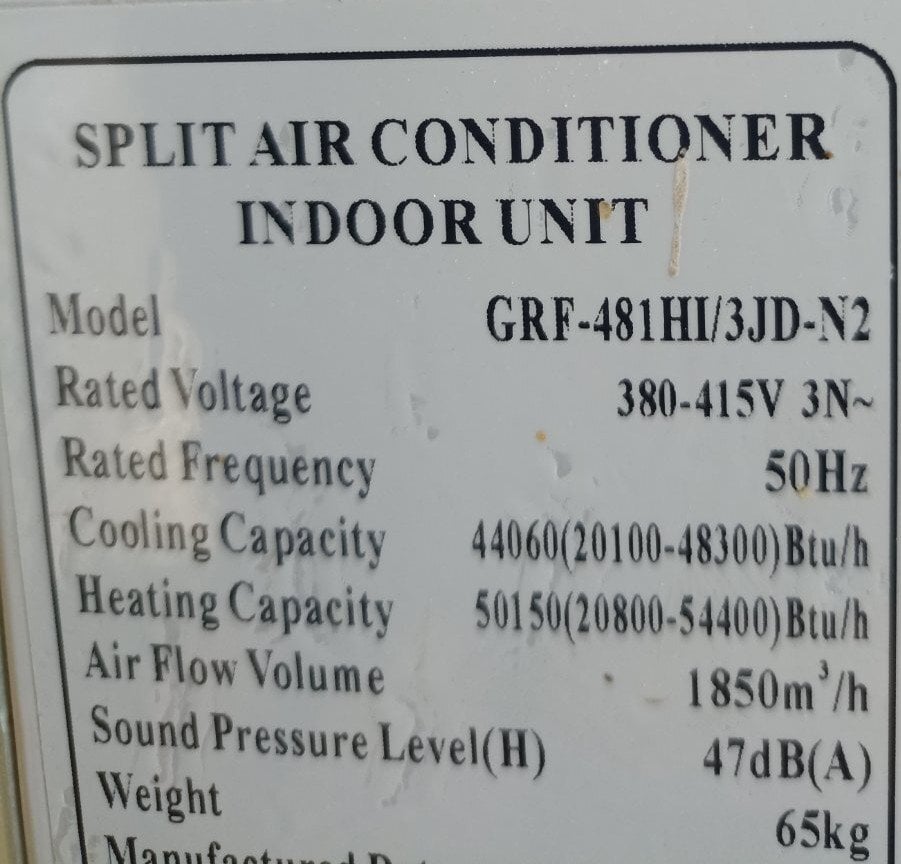 SPLIT AIR CONDITIONER
INDOOR UNIT
Model GRF-481HI/3JD-N2
Rated Voltage 380-415V 3N~
Rated Frequency 50Hz
Cooling Capacity 44060(20100-48300)Btu/h
Heating Capacity 50150(20800-54400)Btu/h
Air Flow Volume 1850m³/h
Sound Pressure Level(H) 47dB(A)
Weight 65kg
Manufactured